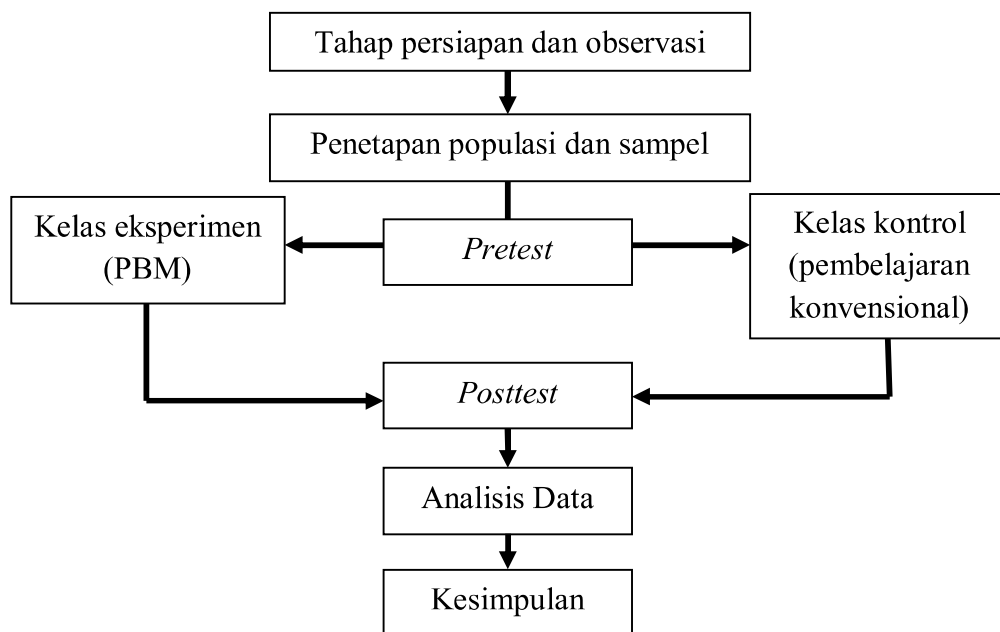 Tahap persiapan dan observasi
Penetapan populasi dan sampel
Kelas eksperimen
(PBM)
Pretest
Kelas kontrol
(pembelajaran
konvensional)
Posttest
Analisis Data
Kesimpulan